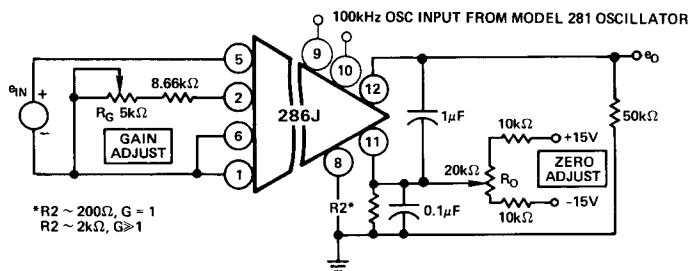 100kHz OSC INPUT FROM MODEL 281 OSCILLATOR
9
10
5
12
eO
eIN
+
−
8.66kΩ
2
RG 5kΩ
286J
1μF
50kΩ
GAIN
ADJUST
6
11
10kΩ
+15V
20kΩ
RO
ZERO
ADJUST
1
8
R2*
0.1μF
10kΩ
−15V
*R2 ~ 200Ω, G = 1
R2 ~ 2kΩ, G≫1